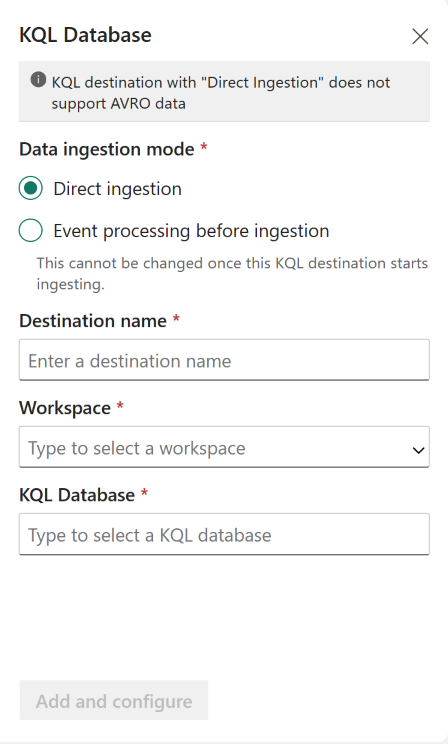 KQL Database
KQL destination with "Direct Ingestion" does not
support AVRO data
Data ingestion mode *
Direct ingestion
Event processing before ingestion
This cannot be changed once this KQL destination starts
ingesting.
Destination name *
Enter a destination name
Workspace *
Type to select a workspace
KQL Database *
Type to select a KQL database
Add and configure